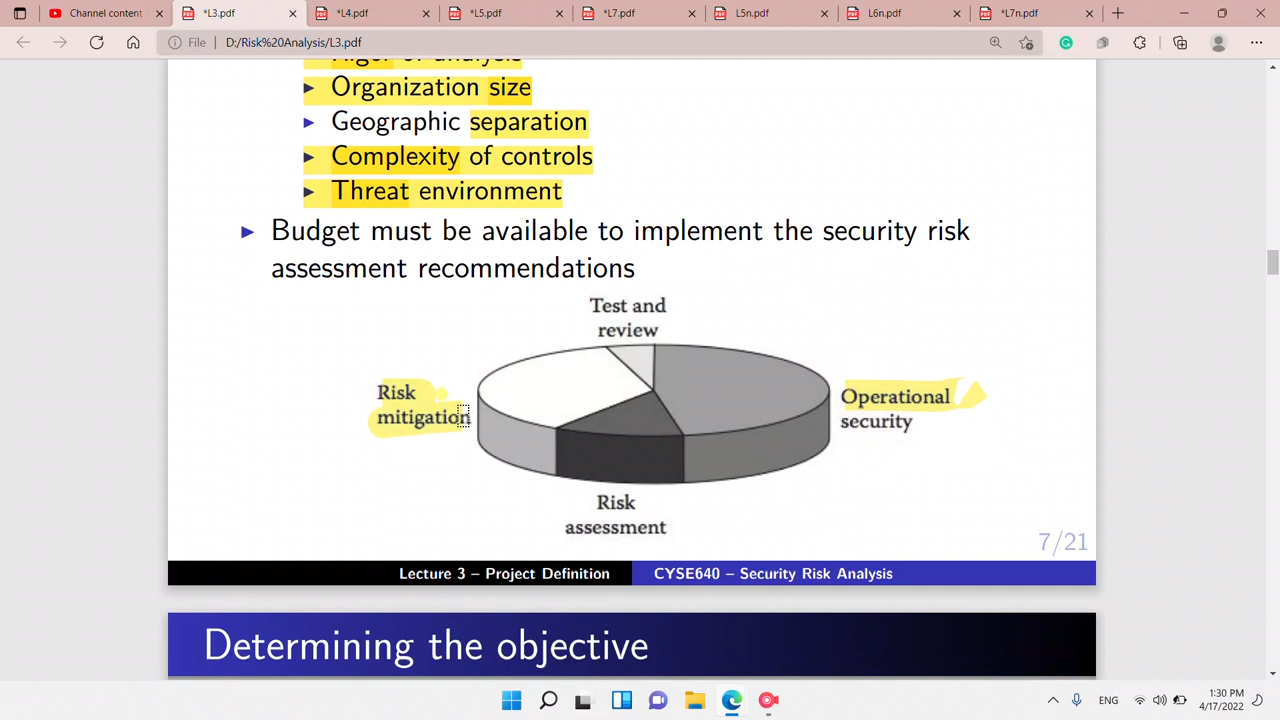 Channel content
*L3.pdf
*L4.pdf
*L5.pdf
*L7.pdf
L5n.pdf
L6n.pdf
*L7n.pdf
File
D:/Risk%20Analysis/L3.pdf
Rigor of analysis
Organization size
Geographic separation
Complexity of controls
Threat environment
Budget must be available to implement the security risk
assessment recommendations
Test and
review
Risk
mitigation
Operational
security
Risk
assessment
7/21
Lecture 3 – Project Definition
CYSE640 – Security Risk Analysis
Determining the objective
ENG
1:30 PM
4/17/2022